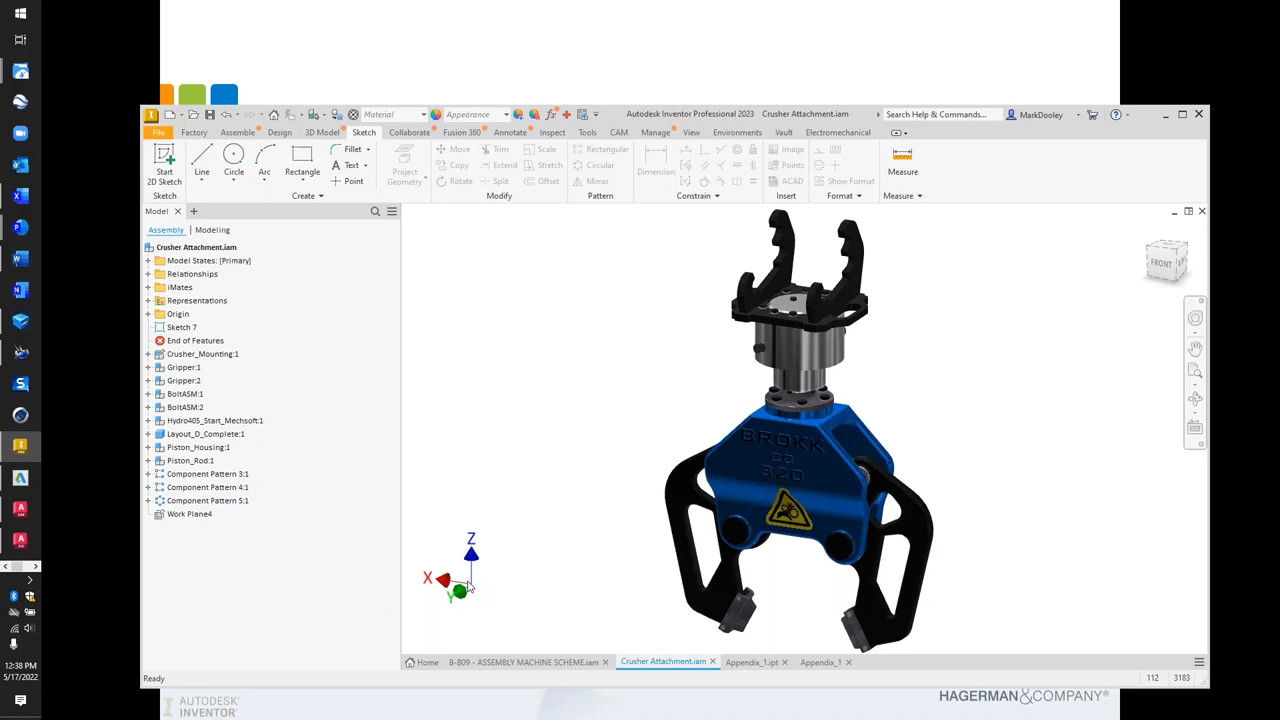 Material
Appearance
Autodesk Inventor Professional 2023 Crusher Attachment.iam
Search Help & Commands...
MarkDooley
File Factory Assemble Design 3D Model Sketch Collaborate Fusion 360 Annotate Inspect Tools CAM Manage View Environments Vault Electromechanical
Start
2D Sketch
Line
Circle
Arc
Rectangle
Fillet
Text
Point
Project
Geometry
Move
Copy
Rotate
Trim
Extend
Split
Scale
Stretch
Offset
Rectangular
Circular
Mirror
Dimension
Image
Points
ACAD
Show Format
Measure
Sketch Create Modify Pattern Constrain Insert Format Measure
Model
Assembly Modeling
Crusher Attachment.iam
Model States: [Primary]
Relationships
iMates
Representations
Origin
Sketch 7
End of Features
Crusher_Mounting:1
Gripper:1
Gripper:2
BoltASM:1
BoltASM:2
Hydro405_Start_Mechsoft:1
Layout_D_Complete:1
Piston_Housing:1
Piston_Rod:1
Component Pattern 3:1
Component Pattern 4:1
Component Pattern 5:1
Work Plane4
FRONT
BROKK
CC
320
Z
X
Y
Home B-809 - ASSEMBLY MACHINE SCHEME.iam Crusher Attachment.iam Appendix_1.ipt Appendix_1
Ready
112 3183
12:38 PM
5/17/2022
AUTODESK
INVENTOR
HAGERMAN&COMPANY®